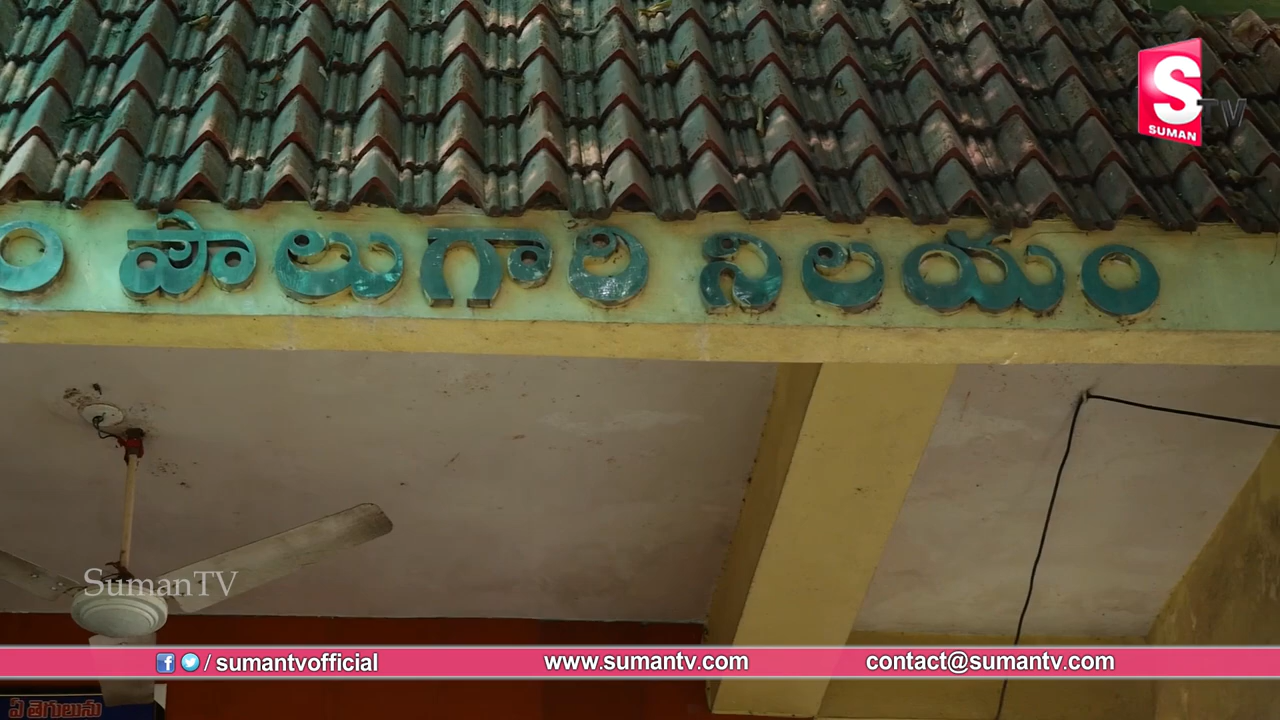 S
SUMAN TV
ం పాలుగారి నిలయం
SumanTV
/ sumantvofficial www.sumantv.com contact@sumantv.com
ఏ తెగులును